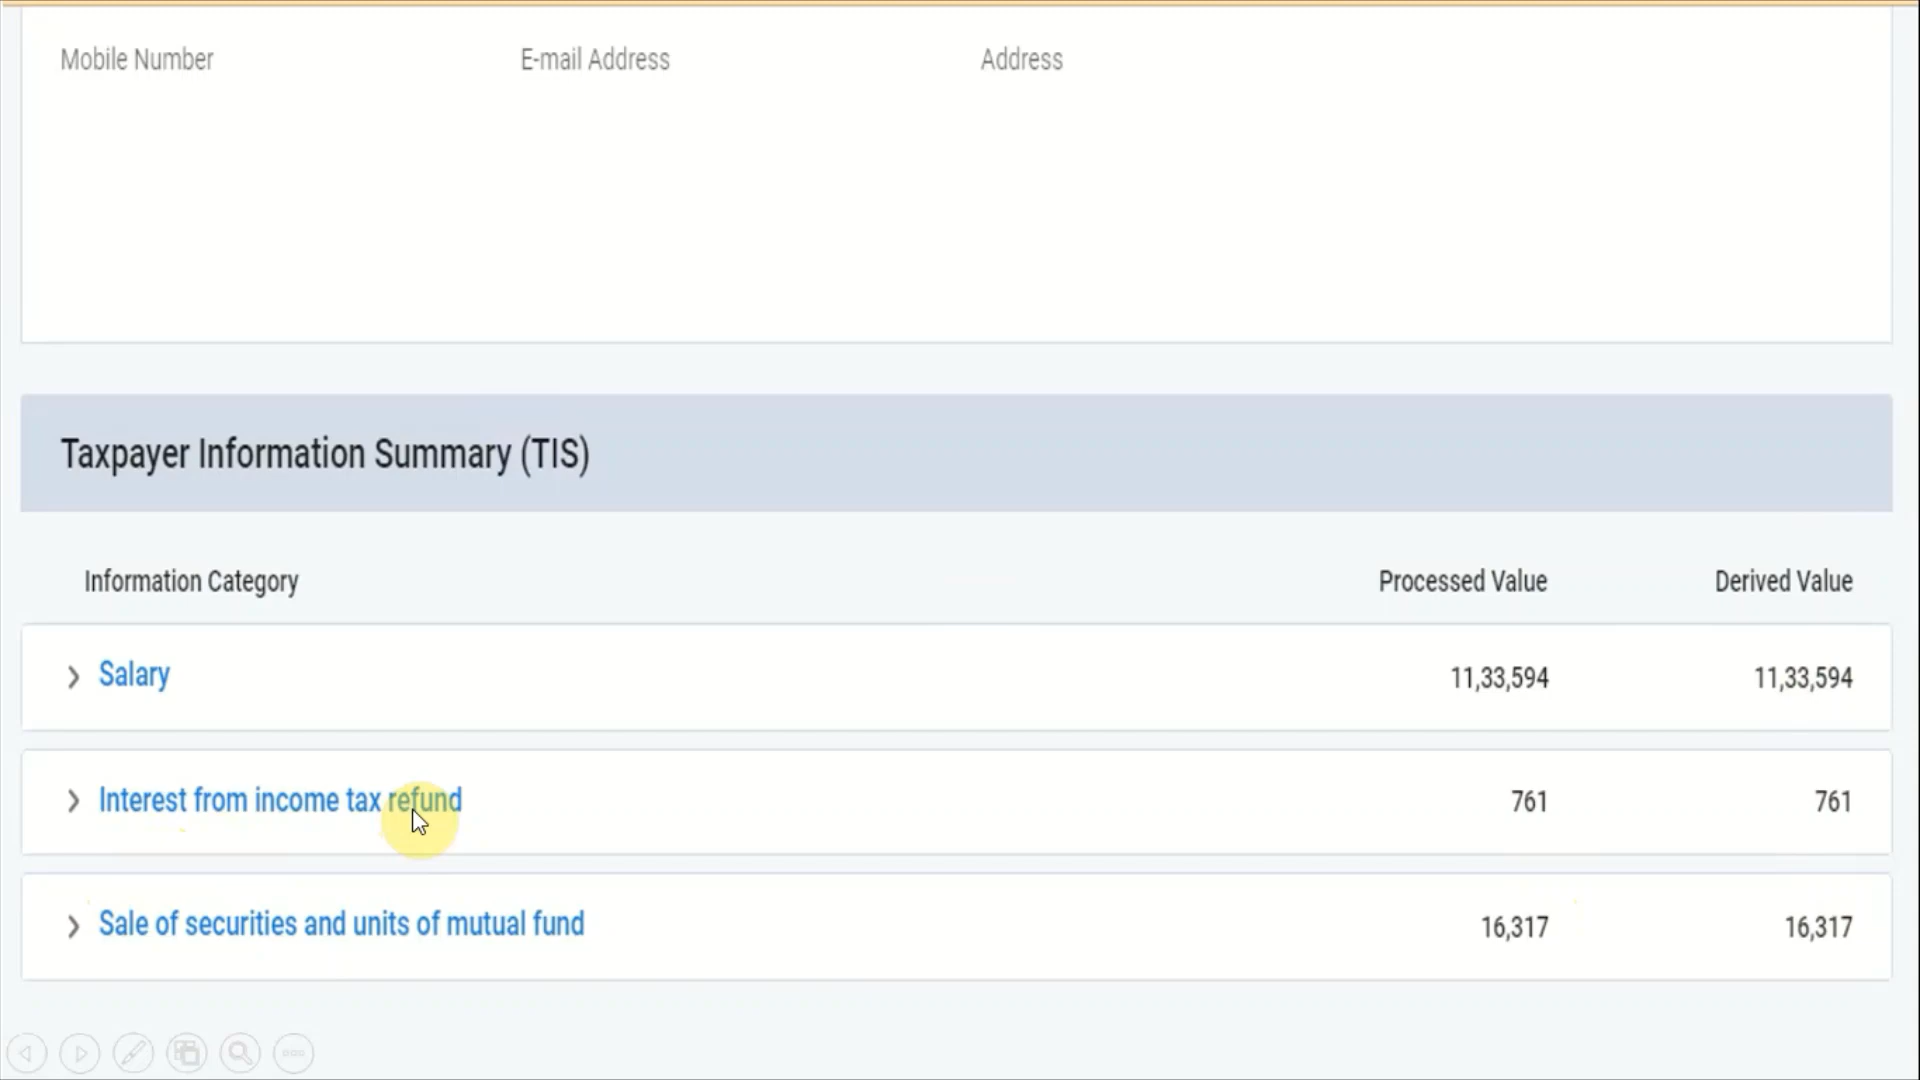 Mobile Number E-mail Address Address
Taxpayer Information Summary (TIS)
Information Category Processed Value Derived Value
Salary 11,33,594 11,33,594
Interest from income tax refund 761 761
Sale of securities and units of mutual fund 16,317 16,317